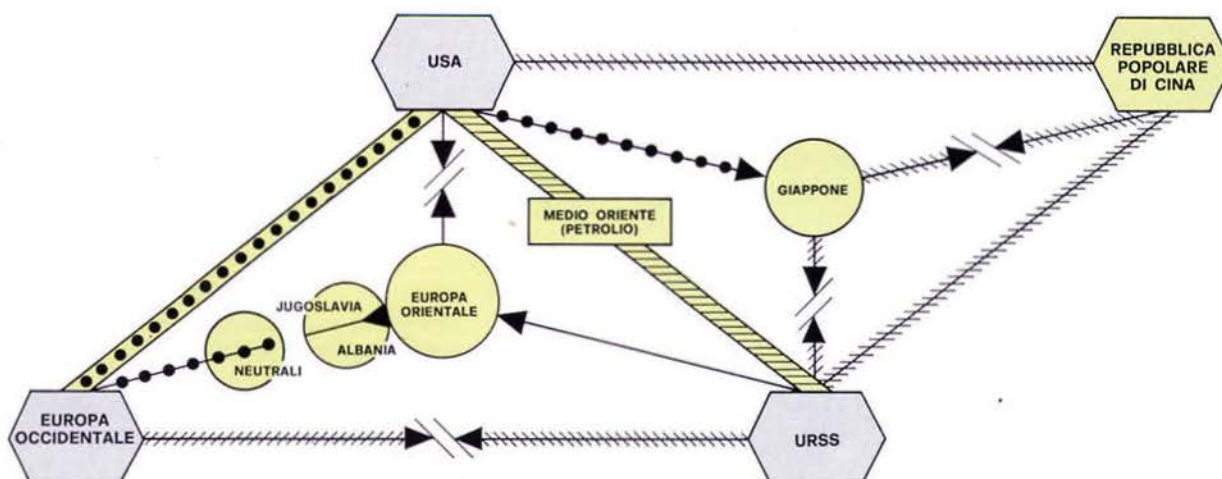 USA
REPUBBLICA
POPOLARE
DI CINA
GIAPPONE
MEDIO ORIENTE
(PETROLIO)
EUROPA
ORIENTALE
JUGOSLAVIA
ALBANIA
NEUTRALI
EUROPA
OCCIDENTALE
URSS